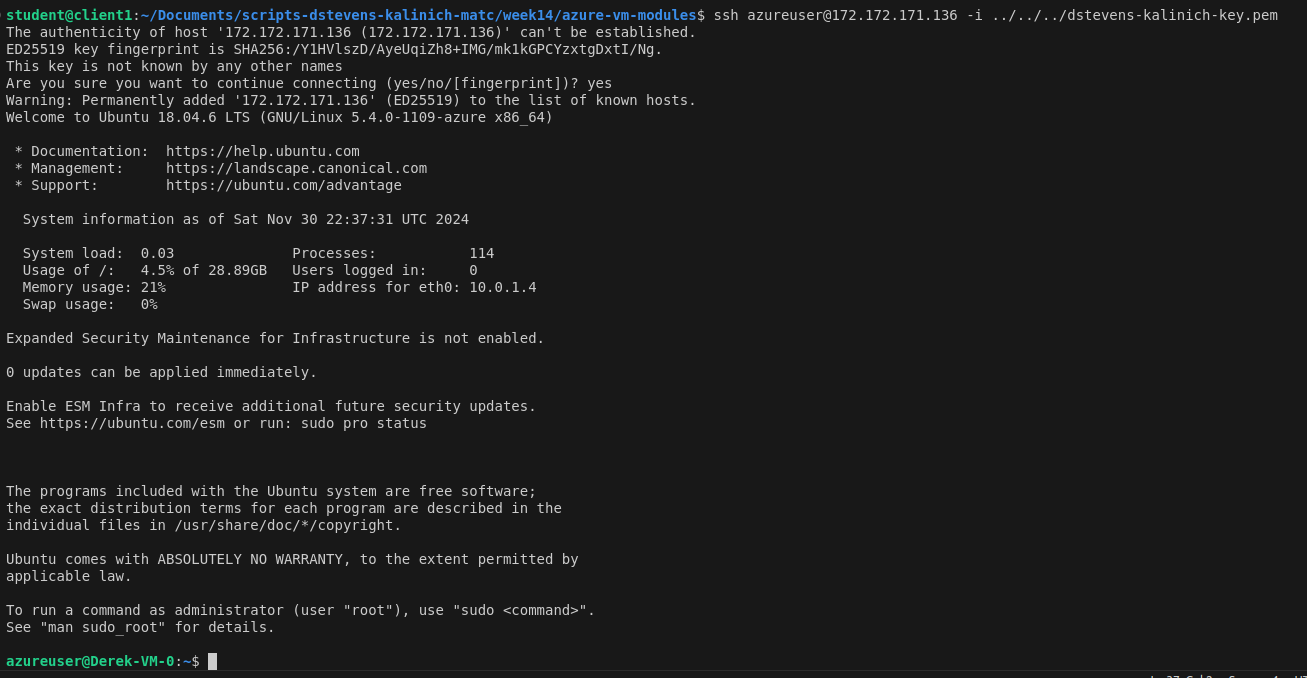 student@client1:~/Documents/scripts-dstevens-kalinich-matc/week14/azure-vm-modules$ ssh azureuser@172.172.171.136 -i ../../../dstevens-kalinich-key.pem
The authenticity of host '172.172.171.136 (172.172.171.136)' can't be established.
ED25519 key fingerprint is SHA256:/Y1HVlszD/AyeUqiZh8+IMG/mk1kGPCYzxtgDxtI/Ng.
This key is not known by any other names
Are you sure you want to continue connecting (yes/no/[fingerprint])? yes
Warning: Permanently added '172.172.171.136' (ED25519) to the list of known hosts.
Welcome to Ubuntu 18.04.6 LTS (GNU/Linux 5.4.0-1109-azure x86_64)
 * Documentation:  https://help.ubuntu.com
 * Management:     https://landscape.canonical.com
 * Support:        https://ubuntu.com/advantage
  System information as of Sat Nov 30 22:37:31 UTC 2024
  System load:  0.03              Processes:           114
  Usage of /:   4.5% of 28.89GB   Users logged in:     0
  Memory usage: 21%               IP address for eth0: 10.0.1.4
  Swap usage:   0%
Expanded Security Maintenance for Infrastructure is not enabled.
0 updates can be applied immediately.
Enable ESM Infra to receive additional future security updates.
See https://ubuntu.com/esm or run: sudo pro status
The programs included with the Ubuntu system are free software;
the exact distribution terms for each program are described in the
individual files in /usr/share/doc/*/copyright.
Ubuntu comes with ABSOLUTELY NO WARRANTY, to the extent permitted by
applicable law.
To run a command as administrator (user "root"), use "sudo <command>".
See "man sudo_root" for details.
azureuser@Derek-VM-0:~$